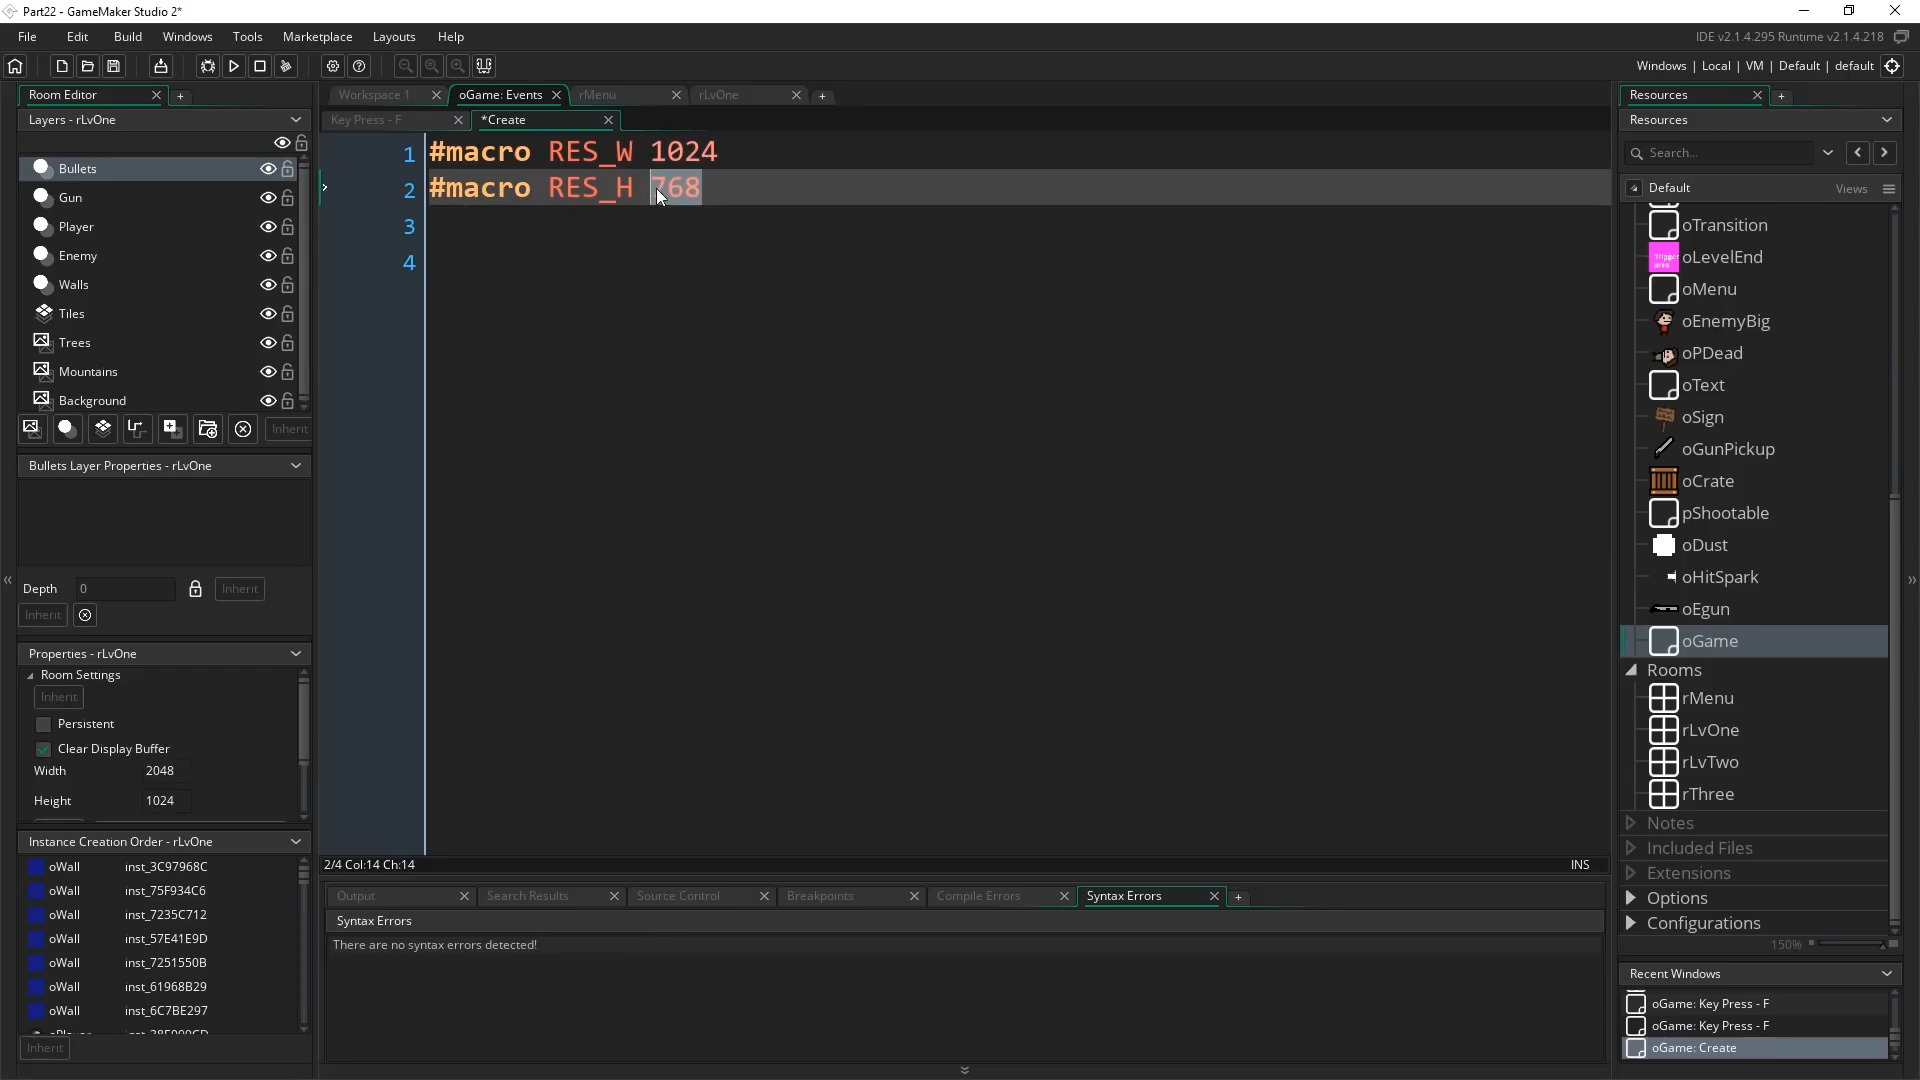 Part22 - GameMaker Studio 2*
File Edit Build Windows Tools Marketplace Layouts Help
IDE v2.1.4.295 Runtime v2.1.4.218
Windows | Local | VM | Default | default
Room Editor
Layers - rLvOne
Bullets
Gun
Player
Enemy
Walls
Tiles
Trees
Mountains
Background
Inherit
Bullets Layer Properties - rLvOne
Depth 0 Inherit
Inherit
Properties - rLvOne
Room Settings
Inherit
Persistent
Clear Display Buffer
Width 2048
Height 1024
Instance Creation Order - rLvOne
oWall inst_3C97968C
oWall inst_75F934C6
oWall inst_7235C712
oWall inst_57E41E9D
oWall inst_7251550B
oWall inst_61968B29
oWall inst_6C7BE297
Inherit
Workspace 1 oGame: Events rMenu rLvOne
Key Press - F *Create
1 #macro RES_W 1024
2 #macro RES_H 768
3
4
2/4 Col:14 Ch:14 INS
Output Search Results Source Control Breakpoints Compile Errors Syntax Errors
Syntax Errors
There are no syntax errors detected!
Resources
Resources
Search...
Default Views
oTransition
Trigger area
oLevelEnd
oMenu
oEnemyBig
oPDead
oText
oSign
oGunPickup
oCrate
pShootable
oDust
oHitSpark
oEgun
oGame
Rooms
rMenu
rLvOne
rLvTwo
rThree
Notes
Included Files
Extensions
Options
Configurations
150%
Recent Windows
oGame: Key Press - F
oGame: Key Press - F
oGame: Create